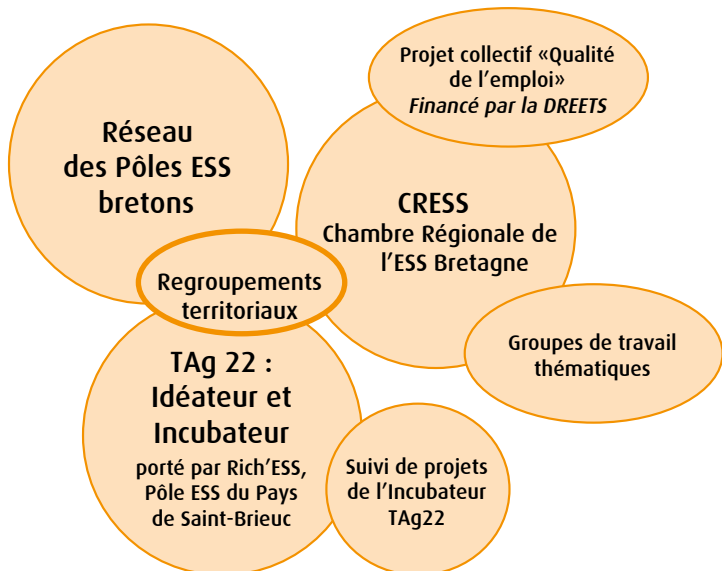 Projet collectif «Qualité
de l’emploi»
Financé par la DREETS
Réseau
des Pôles ESS
bretons
CRESS
Chambre Régionale de
l’ESS Bretagne
Regroupements
territoriaux
Groupes de travail
thématiques
TAg 22 :
Idéateur et
Incubateur
porté par Rich’ESS,
Pôle ESS du Pays
de Saint-Brieuc
Suivi de projets
de l’Incubateur
TAg22